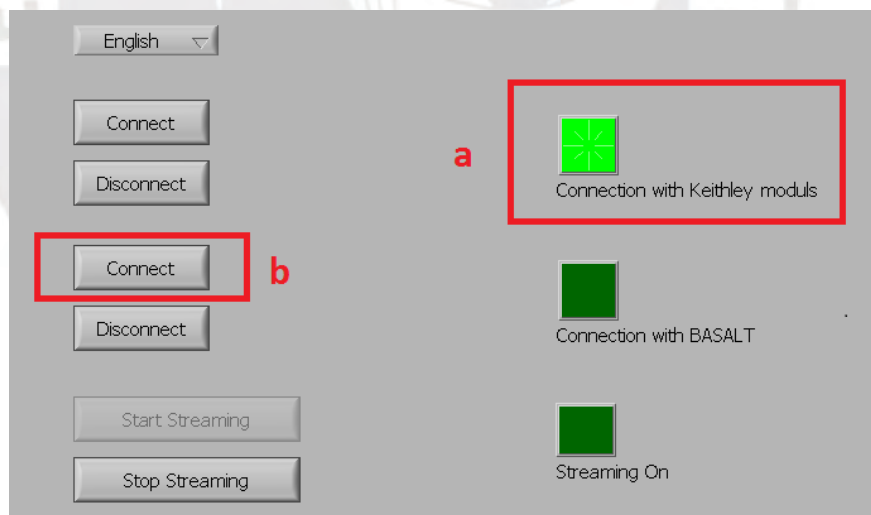 English
Connect
Disconnect
a
Connection with Keithley moduls
Connect
b
Disconnect
Connection with BASALT
Start Streaming
Stop Streaming
Streaming On